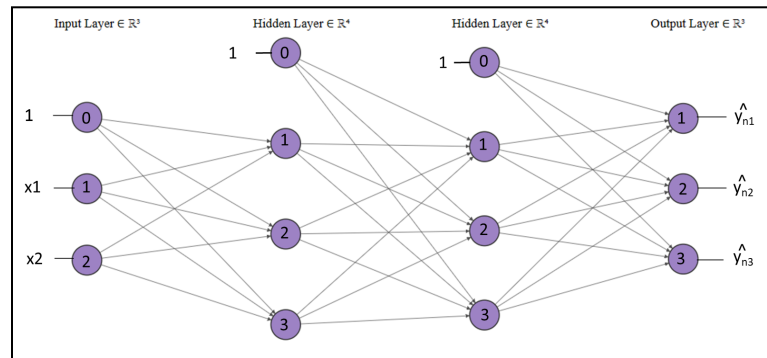 Input Layer ∈ ℝ³ Hidden Layer ∈ ℝ⁴ Hidden Layer ∈ ℝ⁴ Output Layer ∈ ℝ³
1 0
1 0
1 0
x1 1
x2 2
1
2
3
1
2
3
1 ŷn1
2 ŷn2
3 ŷn3